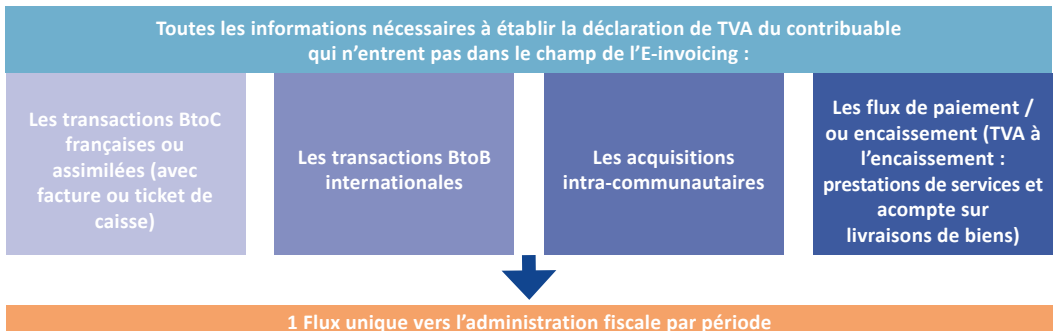 Toutes les informations nécessaires à établir la déclaration de TVA du contribuable
qui n’entrent pas dans le champ de l’E-invoicing :
Les transactions BtoC
françaises ou
assimilées (avec
facture ou ticket de
caisse)
Les transactions BtoB
internationales
Les acquisitions
intra-communautaires
Les flux de paiement /
ou encaissement (TVA à
l’encaissement :
prestations de services et
acompte sur
livraisons de biens)
1 Flux unique vers l’administration fiscale par période